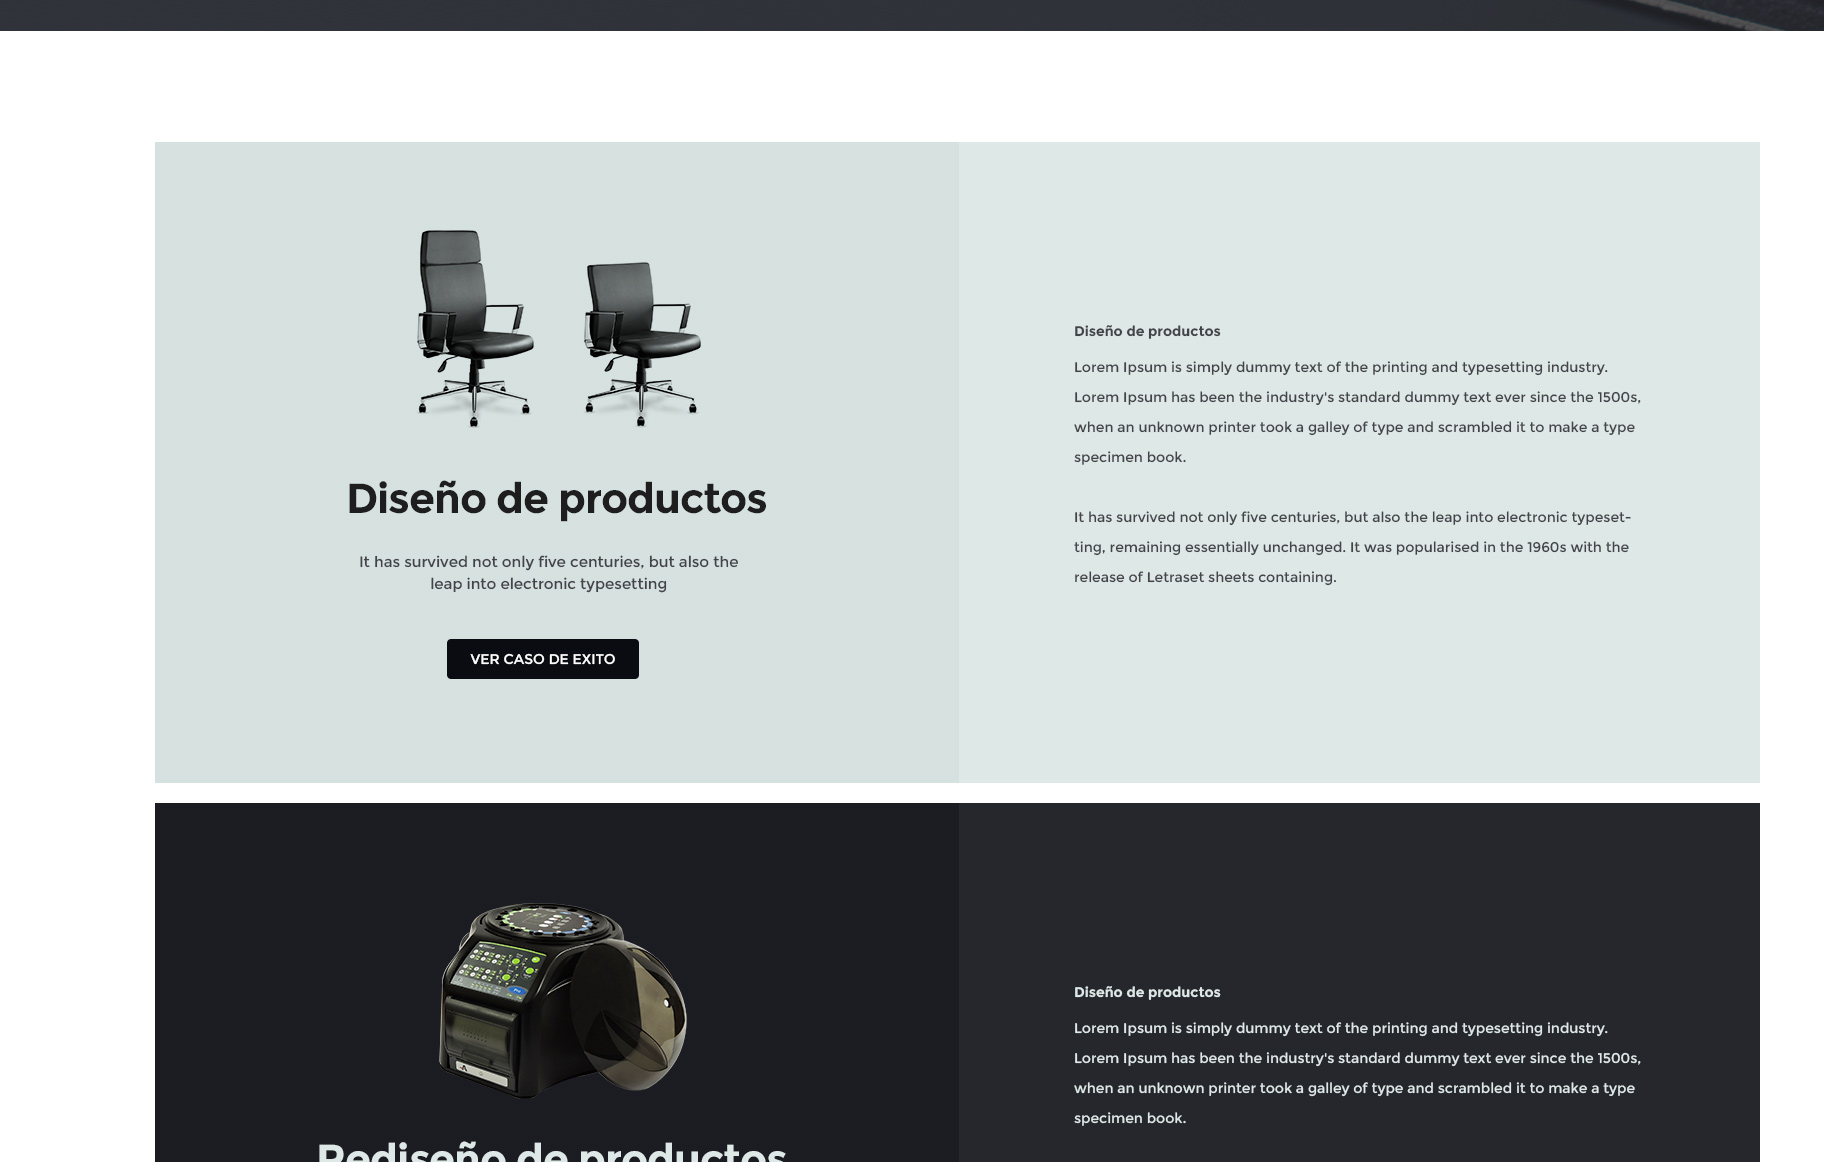 Diseño de productos
It has survived not only five centuries, but also the
leap into electronic typesetting
VER CASO DE EXITO
Diseño de productos
Lorem Ipsum is simply dummy text of the printing and typesetting industry.
Lorem Ipsum has been the industry's standard dummy text ever since the 1500s,
when an unknown printer took a galley of type and scrambled it to make a type
specimen book.
It has survived not only five centuries, but also the leap into electronic typeset-
ting, remaining essentially unchanged. It was popularised in the 1960s with the
release of Letraset sheets containing.
Rediseño de productos
Diseño de productos
Lorem Ipsum is simply dummy text of the printing and typesetting industry.
Lorem Ipsum has been the industry's standard dummy text ever since the 1500s,
when an unknown printer took a galley of type and scrambled it to make a type
specimen book.